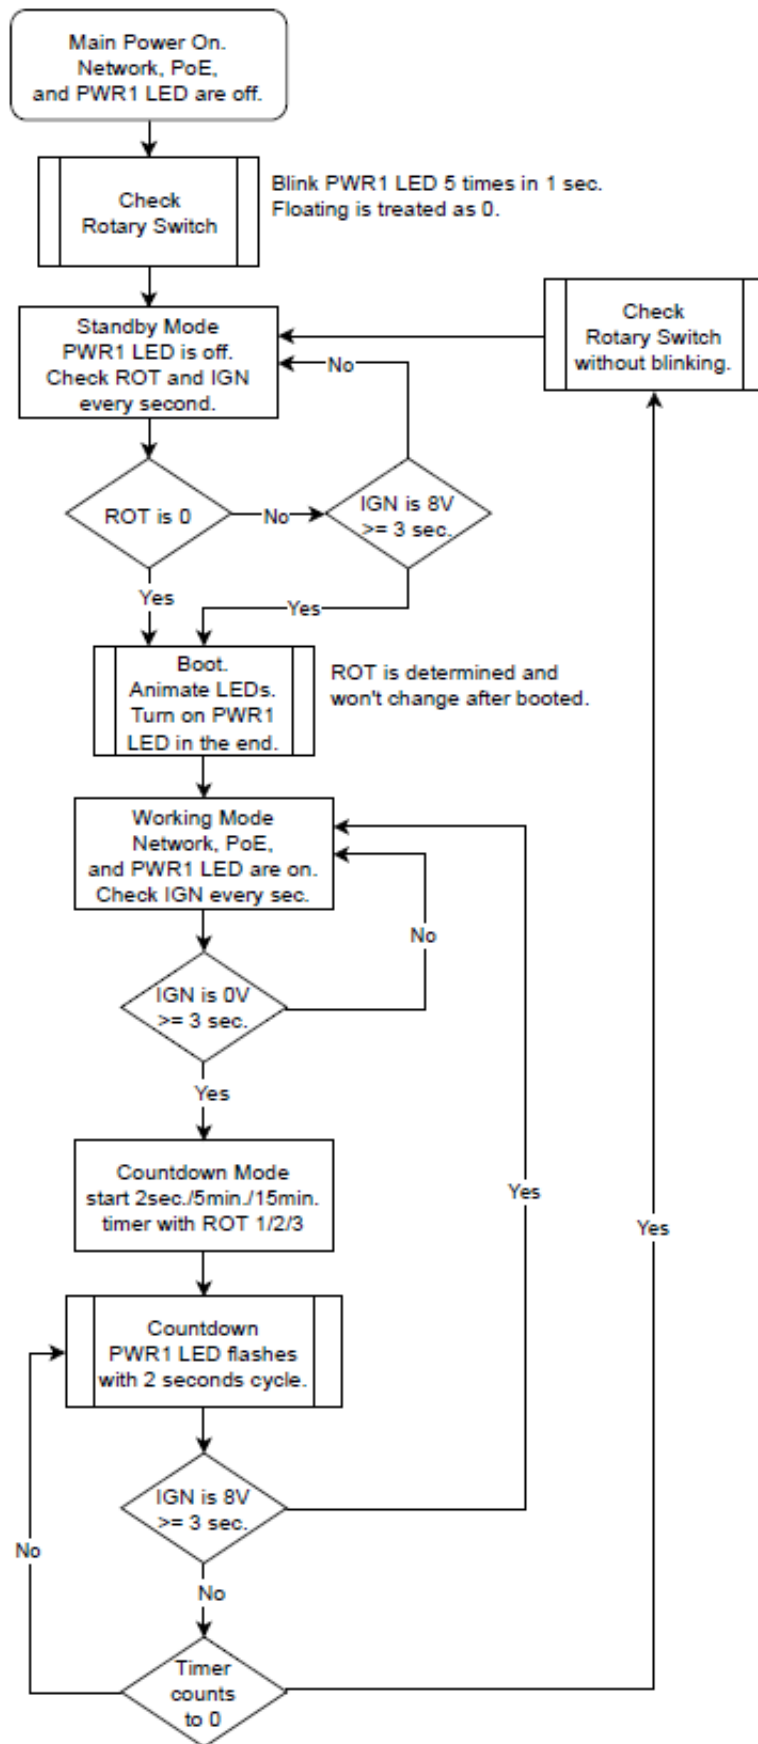 Main Power On.
Network, PoE,
and PWR1 LED are off.
Check
Rotary Switch
Blink PWR1 LED 5 times in 1 sec.
Floating is treated as 0.
Standby Mode
PWR1 LED is off.
Check ROT and IGN
every second.
Check
Rotary Switch
without blinking.
No
ROT is 0
No
IGN is 8V
>= 3 sec.
Yes
Yes
Boot.
Animate LEDs.
Turn on PWR1
LED in the end.
ROT is determined and
won't change after booted.
Working Mode
Network, PoE,
and PWR1 LED are on.
Check IGN every sec.
No
IGN is 0V
>= 3 sec.
Yes
Countdown Mode
start 2sec./5min./15min.
timer with ROT 1/2/3
Yes
Yes
Countdown
PWR1 LED flashes
with 2 seconds cycle.
IGN is 8V
>= 3 sec.
No
No
Timer
counts
to 0